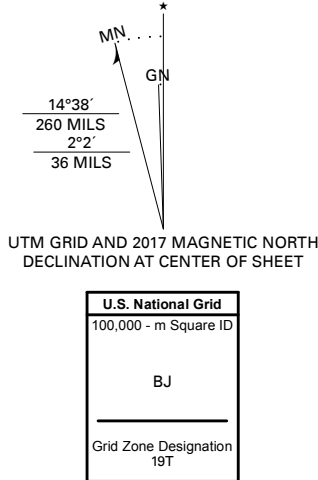 ★
MN
GN
14°38´
260 MILS
2°2´
36 MILS
UTM GRID AND 2017 MAGNETIC NORTH
DECLINATION AT CENTER OF SHEET
U.S. National Grid
100,000 - m Square ID
BJ
Grid Zone Designation
19T